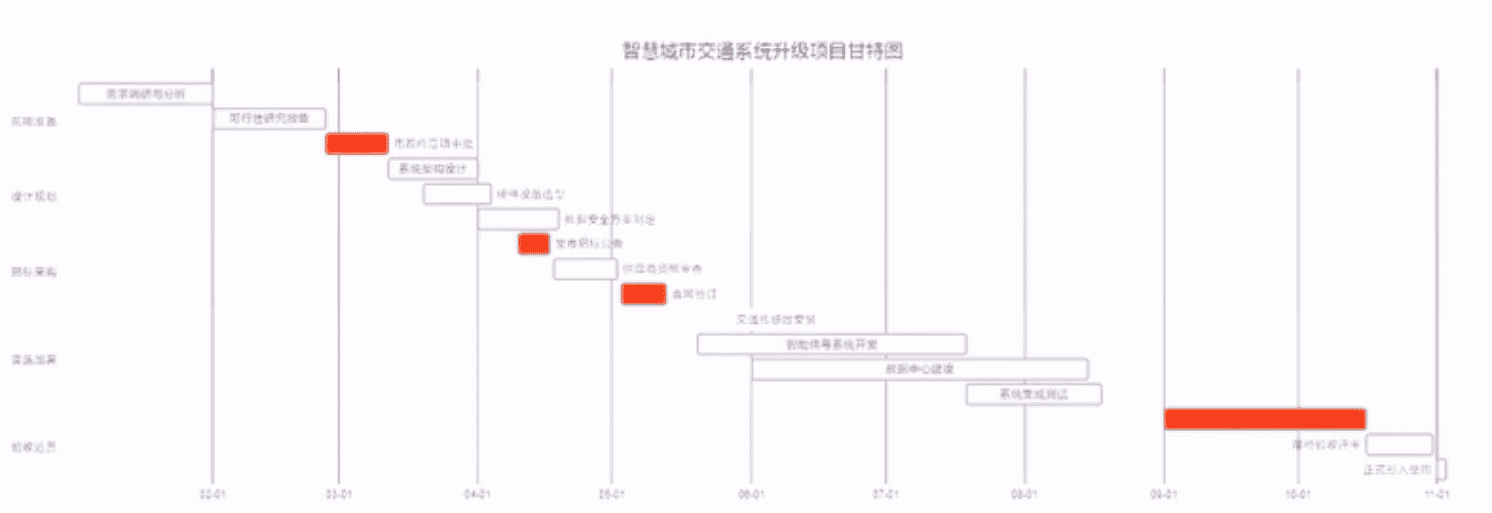 智慧城市交通系统升级项目甘特图
需求调研与分析
前期准备
可行性研究报告
市政府立项审批
系统架构设计
设计规划
硬件设备选型
数据安全方案制定
发布招标公告
招标采购
供应商资格审查
合同签订
交通传感器安装
智能信号系统开发
实施部署
数据中心建设
系统集成测试
最终验收评审
验收运营
正式投入使用
02-01
03-01
04-01
05-01
06-01
07-01
08-01
09-01
10-01
11-01